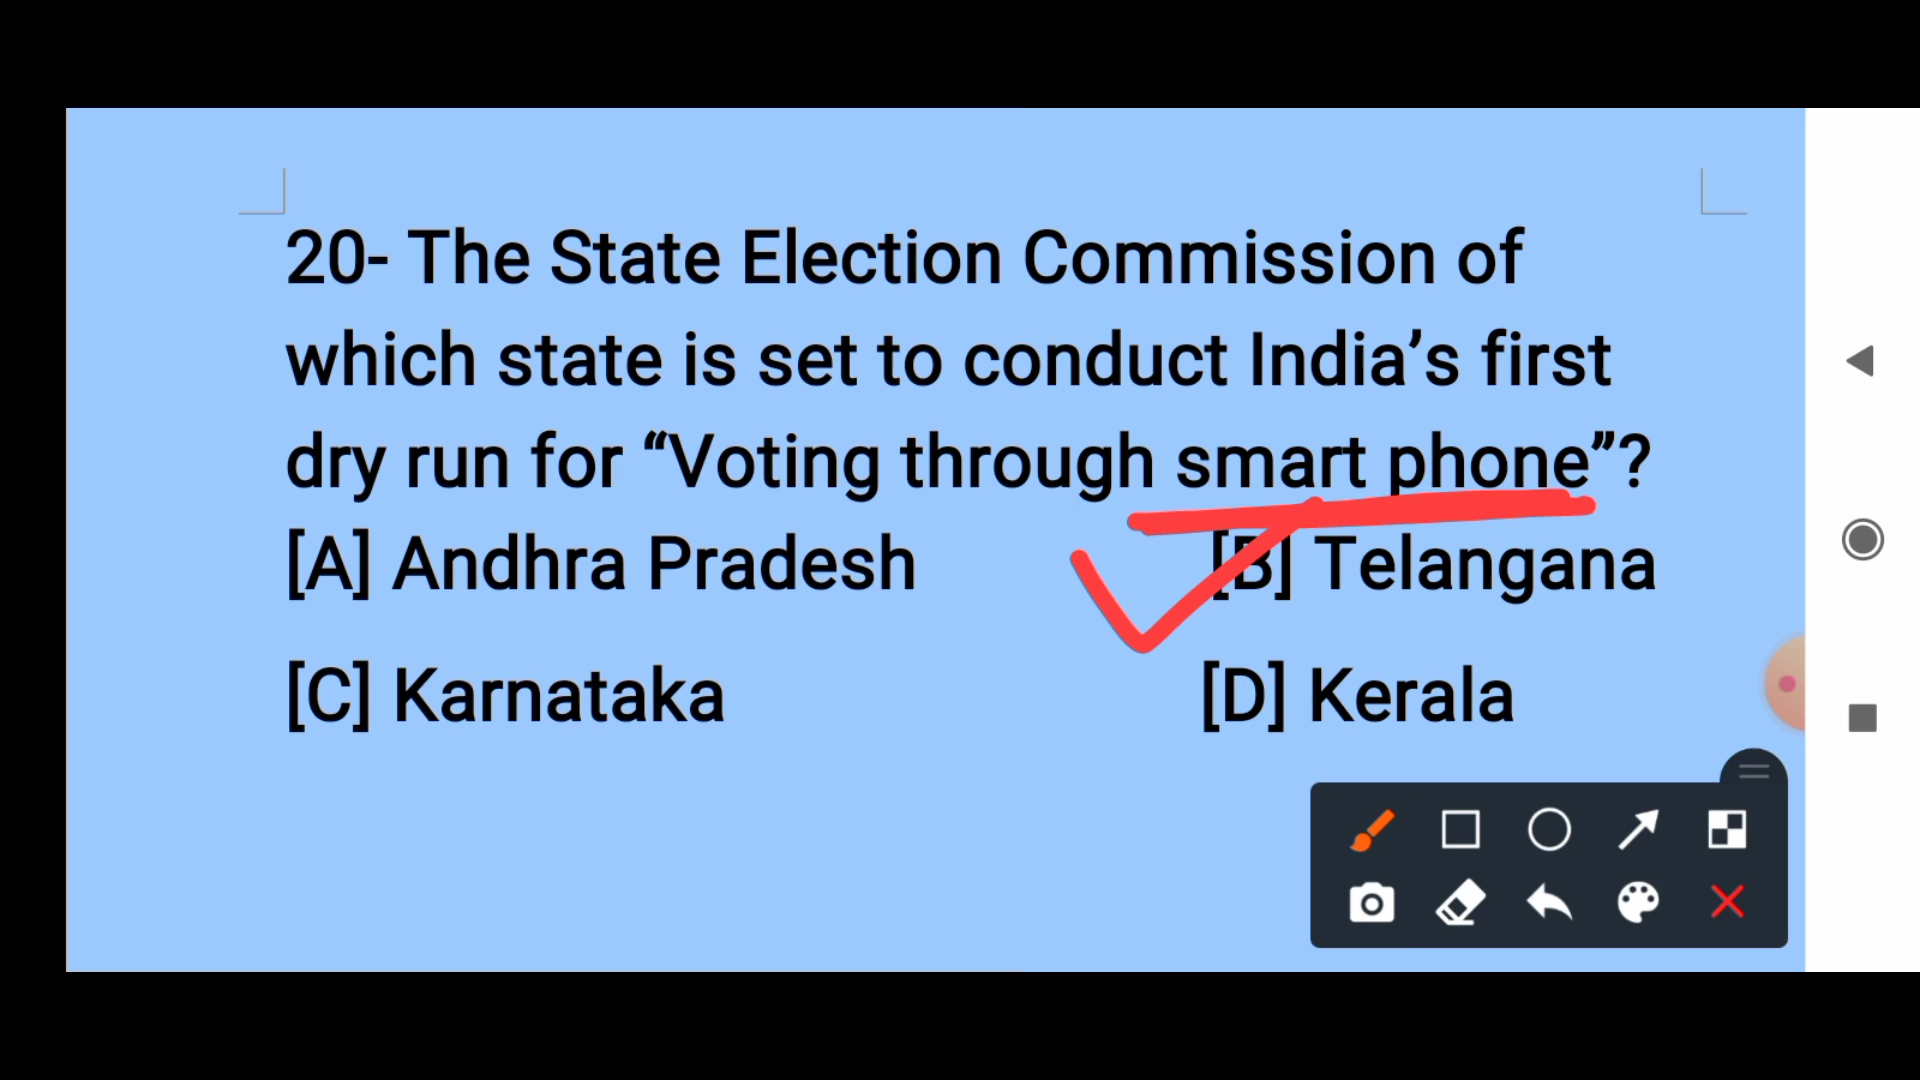 20- The State Election Commission of
which state is set to conduct India’s first
dry run for “Voting through smart phone”?
[A] Andhra Pradesh [B] Telangana
[C] Karnataka [D] Kerala